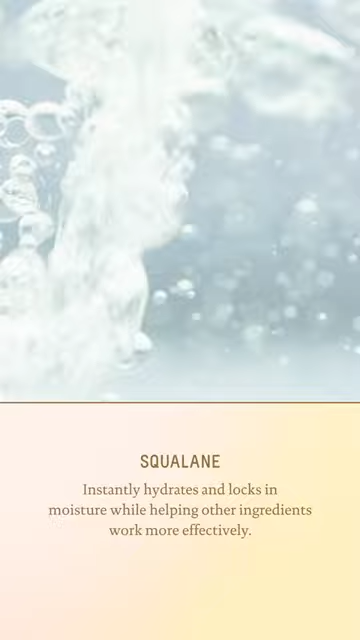 SQUALANE
Instantly hydrates and locks in
moisture while helping other ingredients
work more effectively.